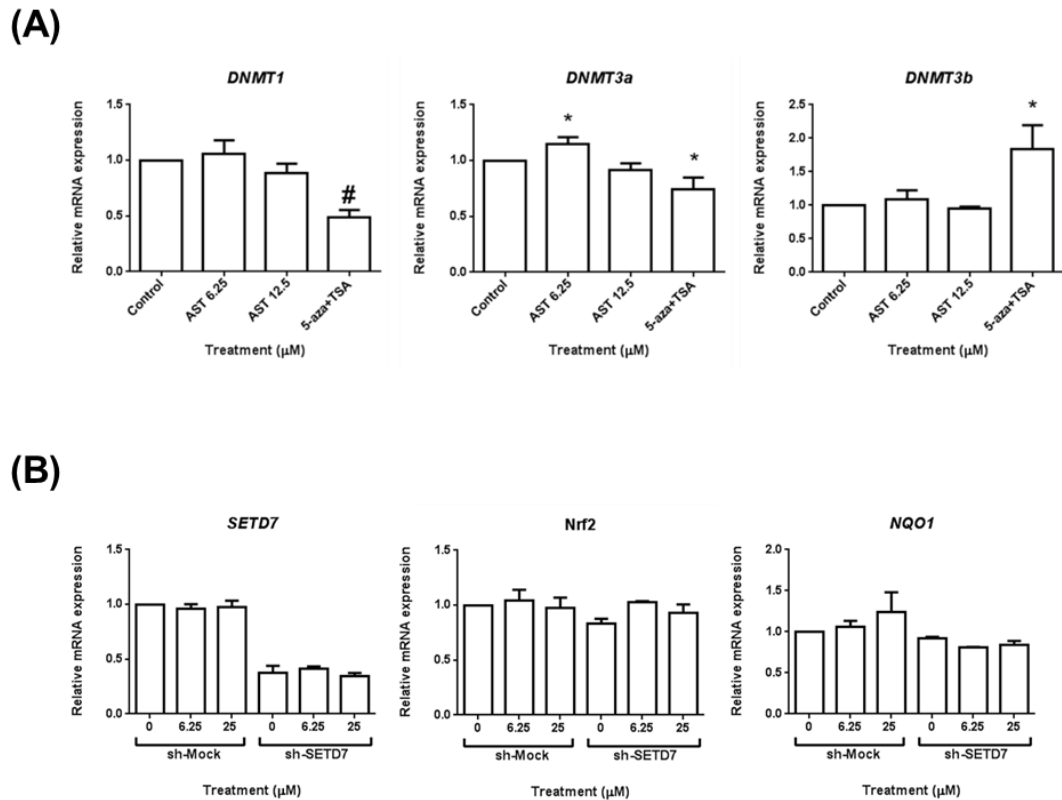 (A)
DNMT1
Relative mRNA expression
1.5
1.0
0.5
0.0
#
Control
AST 6.25
AST 12.5
5-aza+TSA
Treatment (µM)
DNMT3a
Relative mRNA expression
1.5
1.0
0.5
0.0
*
*
Control
AST 6.25
AST 12.5
5-aza+TSA
Treatment (µM)
DNMT3b
Relative mRNA expression
2.5
2.0
1.5
1.0
0.5
0.0
*
Control
AST 6.25
AST 12.5
5-aza+TSA
Treatment (µM)
(B)
SETD7
Relative mRNA expression
1.5
1.0
0.5
0.0
0 6.25 25 0 6.25 25
sh-Mock sh-SETD7
Treatment (µM)
Nrf2
Relative mRNA expression
1.5
1.0
0.5
0.0
0 6.25 25 0 6.25 25
sh-Mock sh-SETD7
Treatment (µM)
NQO1
Relative mRNA expression
2.0
1.5
1.0
0.5
0.0
0 6.25 25 0 6.25 25
sh-Mock sh-SETD7
Treatment (µM)